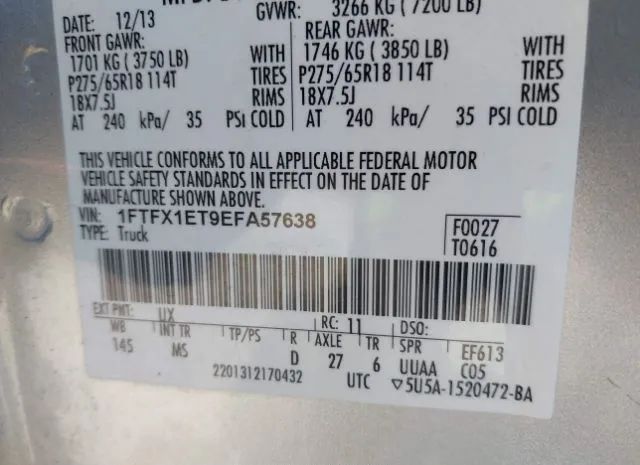 DATE: 12/13
GVWR: 3266 KG ( 7200 LB)
FRONT GAWR:
1701 KG ( 3750 LB) WITH
P275/65R18 114T TIRES
18X7.5J RIMS
AT 240 kPa/ 35 PSI COLD
REAR GAWR:
1746 KG ( 3850 LB) WITH
P275/65R18 114T TIRES
18X7.5J RIMS
AT 240 kPa/ 35 PSI COLD
THIS VEHICLE CONFORMS TO ALL APPLICABLE FEDERAL MOTOR
VEHICLE SAFETY STANDARDS IN EFFECT ON THE DATE OF
MANUFACTURE SHOWN ABOVE.
VIN: 1FTFX1ET9EFA57638
TYPE: Truck
F0027
T0616
EXT PNT: UX RC: 11 DSO:
WB INT TR TP/PS R AXLE TR SPR EF613
145 MS D 27 6 UUAA C05
2201312170432 UTC ▽5U5A-1520472-BA